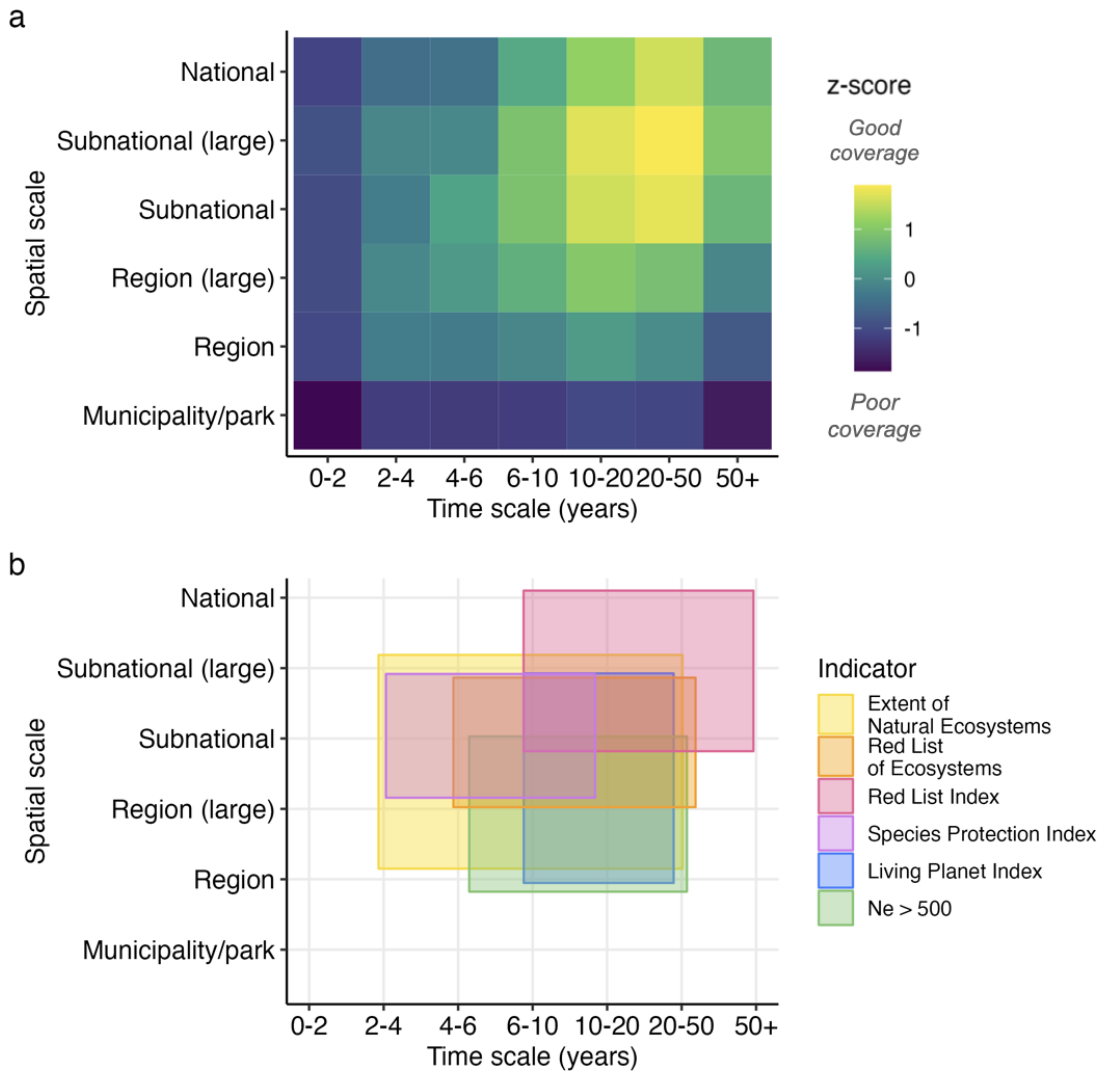 a
National
Subnational (large)
Subnational
Region (large)
Region
Municipality/park
Spatial scale
0-2 2-4 4-6 6-10 10-20 20-50 50+
Time scale (years)
z-score
Good
coverage
1
0
-1
Poor
coverage
b
National
Subnational (large)
Subnational
Region (large)
Region
Municipality/park
Spatial scale
0-2 2-4 4-6 6-10 10-20 20-50 50+
Time scale (years)
Indicator
Extent of
Natural Ecosystems
Red List
of Ecosystems
Red List Index
Species Protection Index
Living Planet Index
Ne > 500